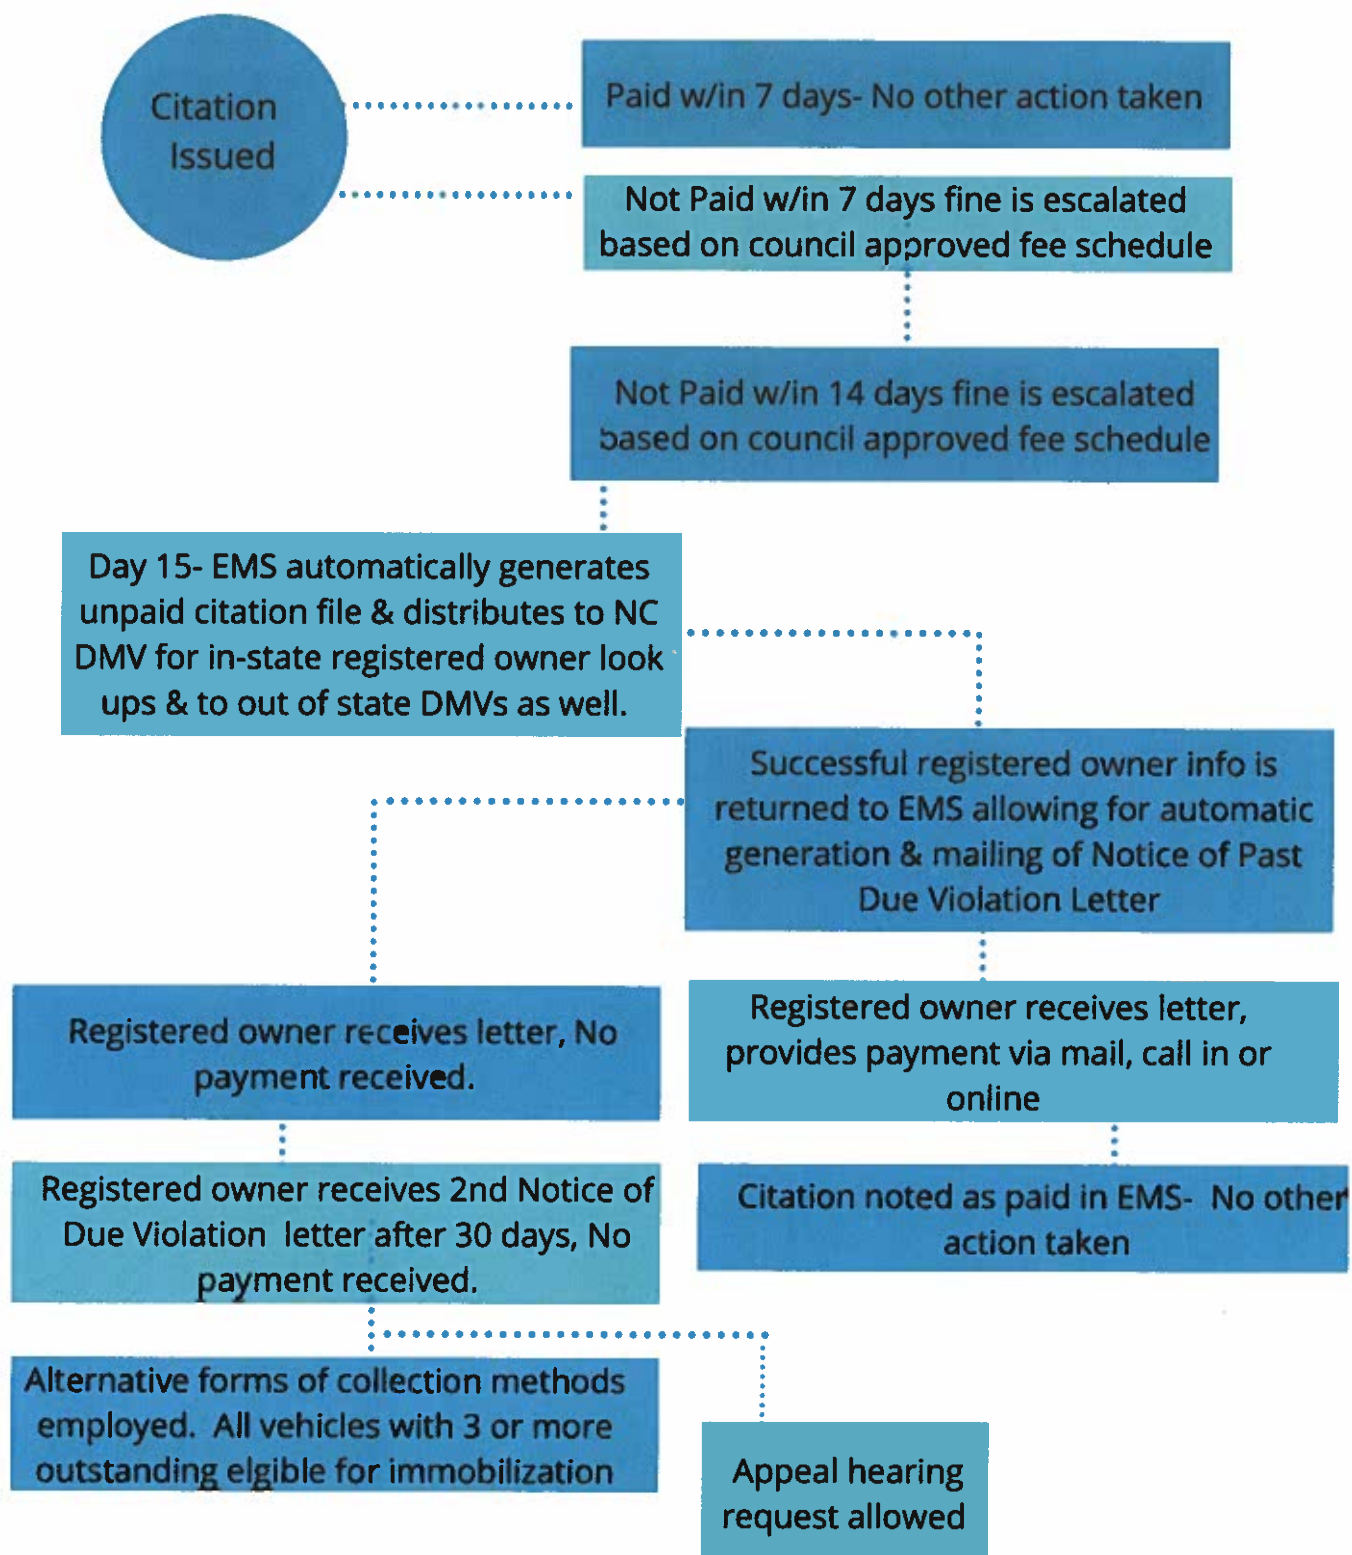 Citation
Issued
Paid w/in 7 days- No other action taken
Not Paid w/in 7 days fine is escalated
based on council approved fee schedule
Not Paid w/in 14 days fine is escalated
based on council approved fee schedule
Day 15- EMS automatically generates
unpaid citation file & distributes to NC
DMV for in-state registered owner look
ups & to out of state DMVs as well.
Successful registered owner info is
returned to EMS allowing for automatic
generation & mailing of Notice of Past
Due Violation Letter
Registered owner receives letter, No
payment received.
Registered owner receives letter,
provides payment via mail, call in or
online
Registered owner receives 2nd Notice of
Due Violation letter after 30 days, No
payment received.
Citation noted as paid in EMS- No other
action taken
Alternative forms of collection methods
employed. All vehicles with 3 or more
outstanding elgible for immobilization
Appeal hearing
request allowed